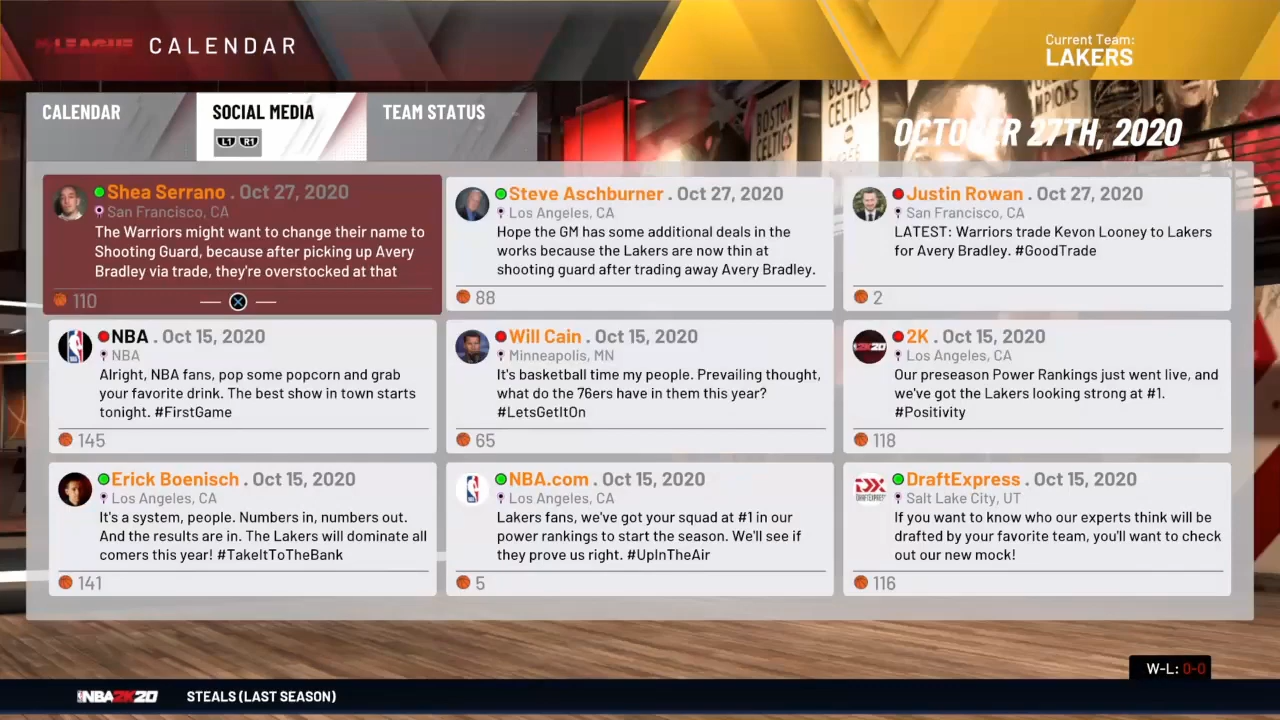 MyLEAGUE CALENDAR
Current Team:
LAKERS
CALENDAR
SOCIAL MEDIA
L1 R1
TEAM STATUS
BOSTON CELTICS
BOSTON CELTICS
OCTOBER 27TH, 2020
Shea Serrano . Oct 27, 2020
San Francisco, CA
The Warriors might want to change their name to
Shooting Guard, because after picking up Avery
Bradley via trade, they're overstocked at that
110
Steve Aschburner . Oct 27, 2020
Los Angeles, CA
Hope the GM has some additional deals in the
works because the Lakers are now thin at
shooting guard after trading away Avery Bradley.
88
Justin Rowan . Oct 27, 2020
San Francisco, CA
LATEST: Warriors trade Kevon Looney to Lakers
for Avery Bradley. #GoodTrade
2
NBA . Oct 15, 2020
NBA
Alright, NBA fans, pop some popcorn and grab
your favorite drink. The best show in town starts
tonight. #FirstGame
145
Will Cain . Oct 15, 2020
Minneapolis, MN
It's basketball time my people. Prevailing thought,
what do the 76ers have in them this year?
#LetsGetItOn
65
2K . Oct 15, 2020
Los Angeles, CA
Our preseason Power Rankings just went live, and
we've got the Lakers looking strong at #1.
#Positivity
118
Erick Boenisch . Oct 15, 2020
Los Angeles, CA
It's a system, people. Numbers in, numbers out.
And the results are in. The Lakers will dominate all
comers this year! #TakeItToTheBank
141
NBA.com . Oct 15, 2020
Los Angeles, CA
Lakers fans, we've got your squad at #1 in our
power rankings to start the season. We'll see if
they prove us right. #UpInTheAir
5
DraftExpress . Oct 15, 2020
Salt Lake City, UT
If you want to know who our experts think will be
drafted by your favorite team, you'll want to check
out our new mock!
116
W-L: 0-0
NBA2K20 STEALS (LAST SEASON)